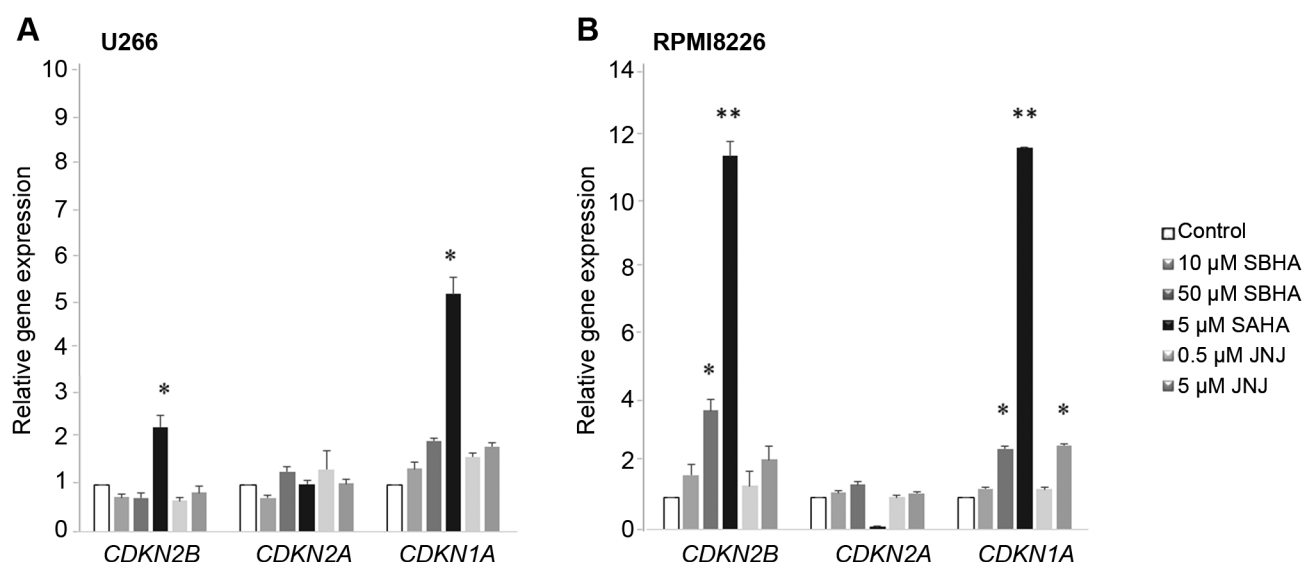 A
U266
Relative gene expression
10
9
8
7
6
5
4
3
2
1
0
*
*
CDKN2B CDKN2A CDKN1A
B
RPMI8226
Relative gene expression
14
12
10
8
6
4
2
0
*
**
*
**
*
CDKN2B CDKN2A CDKN1A
Control
10 µM SBHA
50 µM SBHA
5 µM SAHA
0.5 µM JNJ
5 µM JNJ